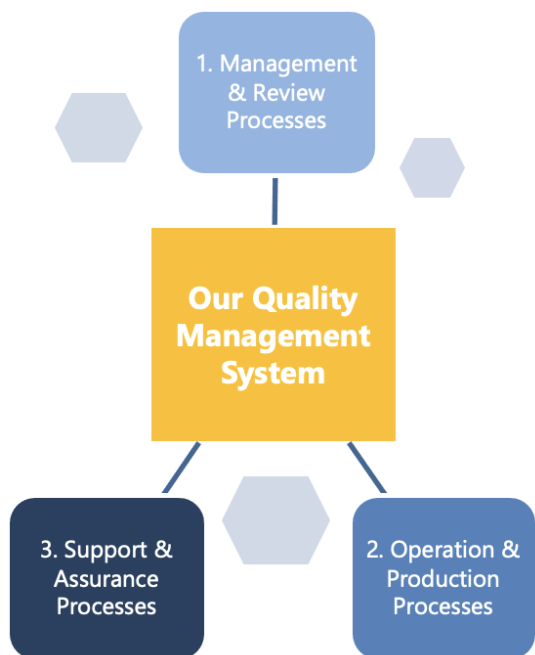 1. Management
& Review
Processes
Our Quality
Management
System
3. Support &
Assurance
Processes
2. Operation &
Production
Processes